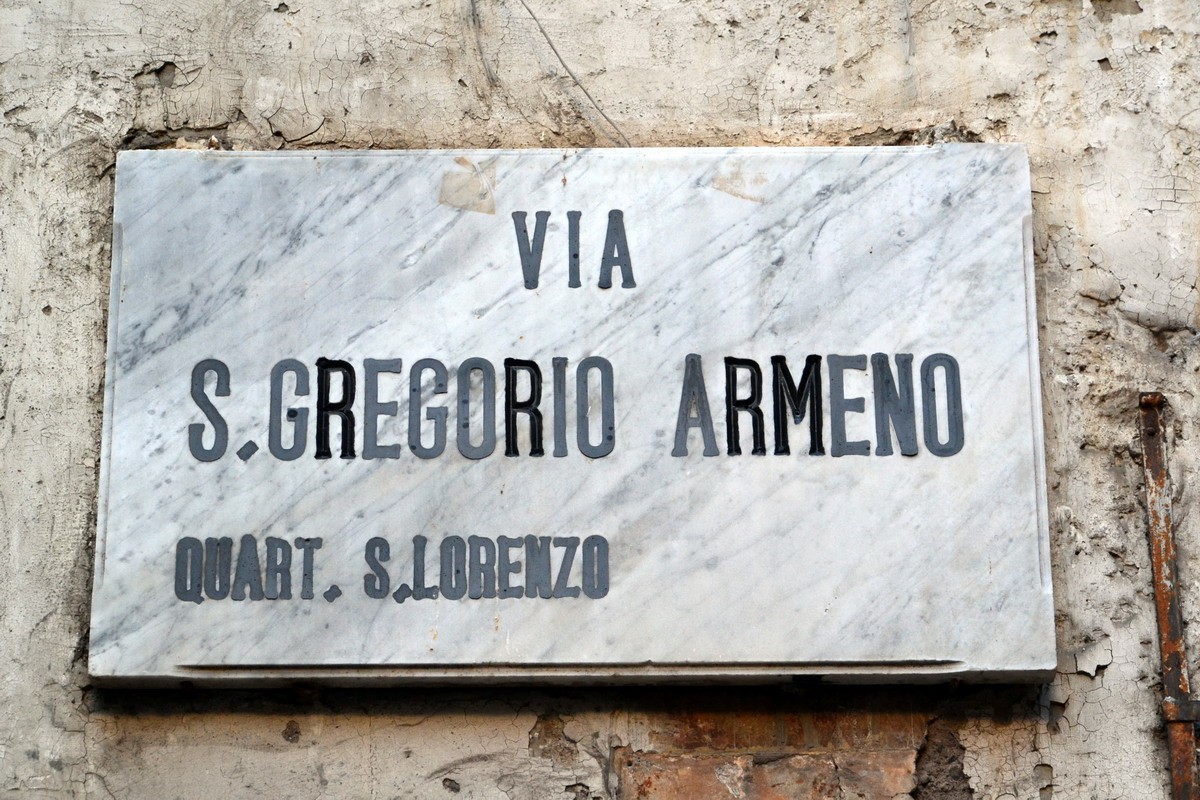 VIA
S. GREGORIO ARMENO
QUART. S. LORENZO